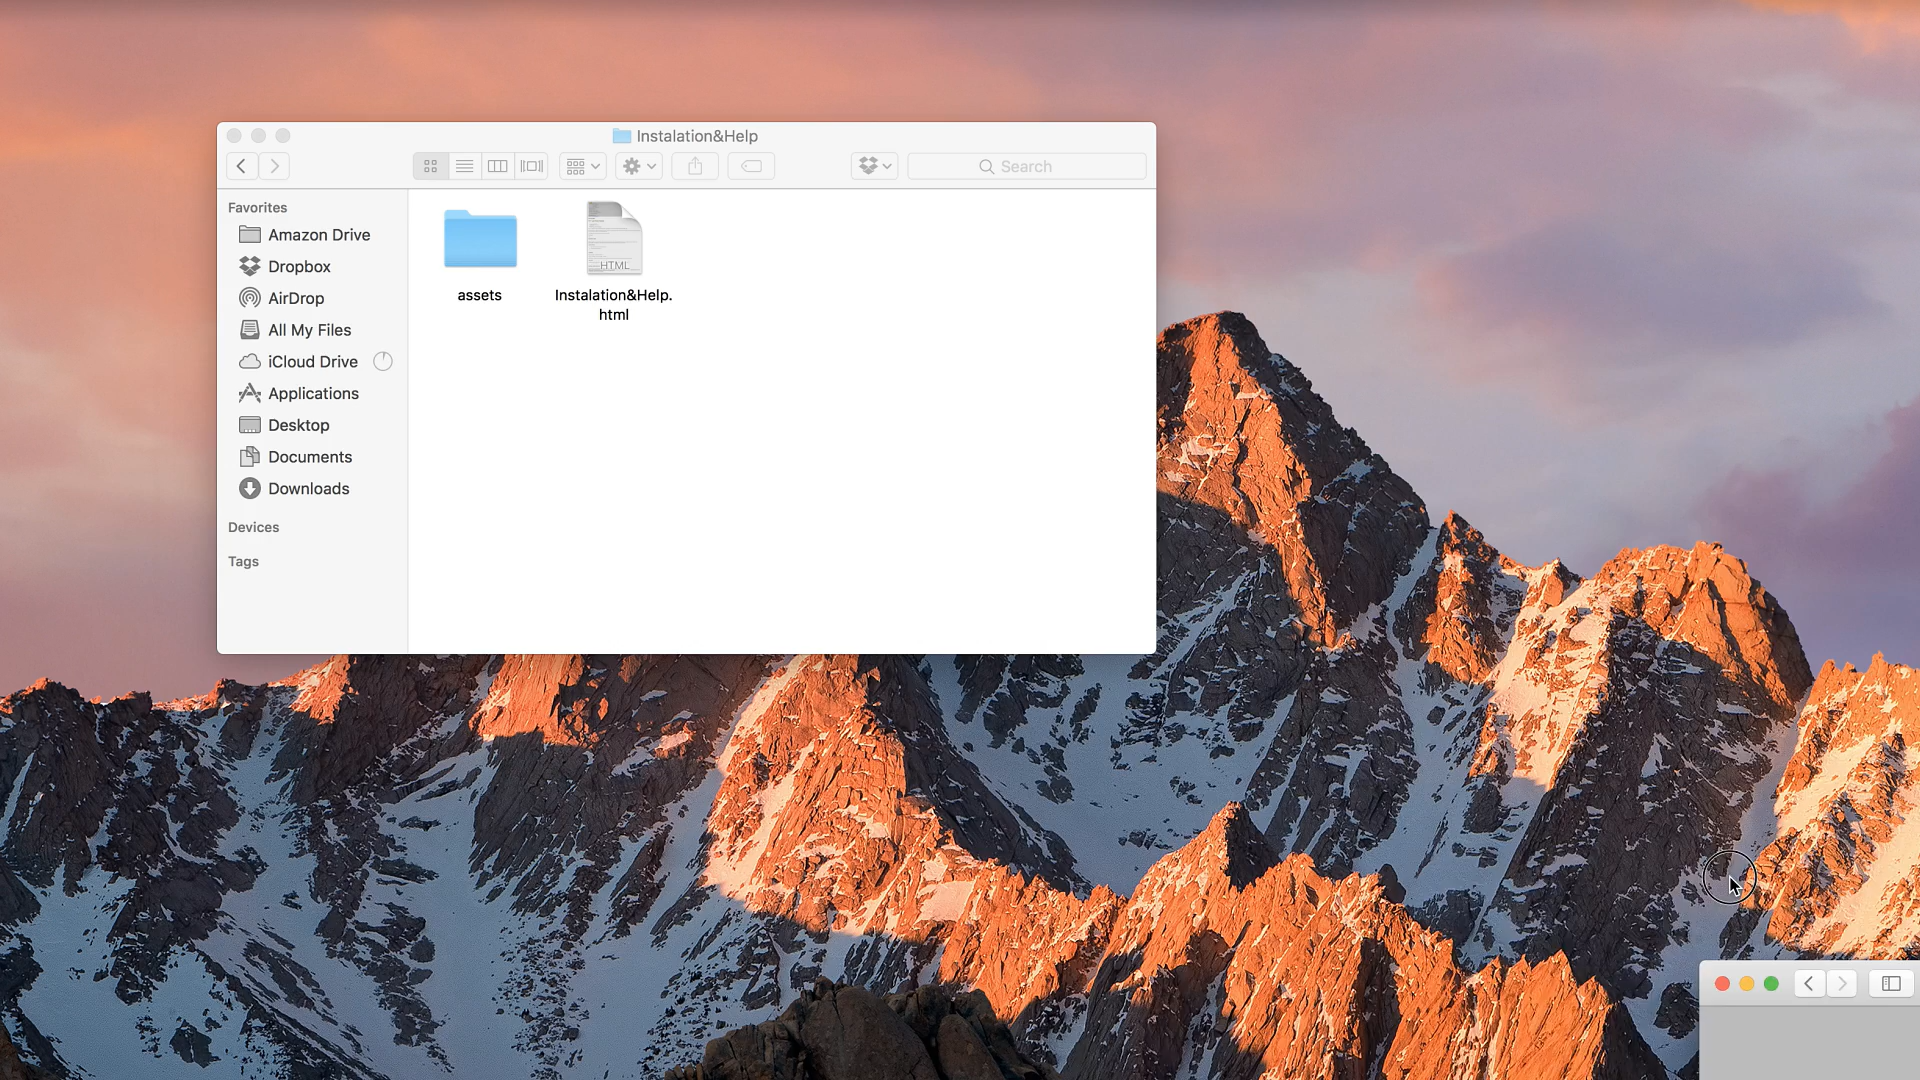 Instalation&Help
Search
Favorites
Amazon Drive
Dropbox
AirDrop
All My Files
iCloud Drive
Applications
Desktop
Documents
Downloads
Devices
Tags
HTML
assets
Instalation&Help.
html